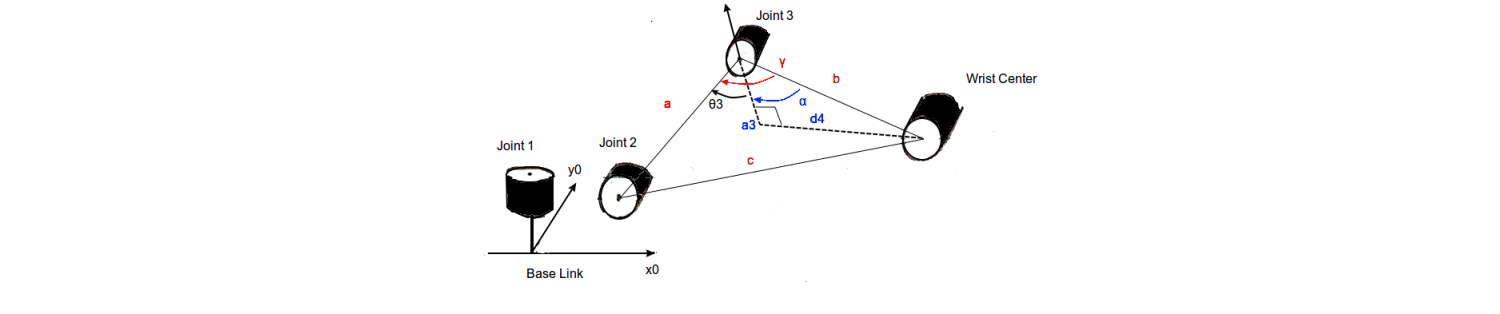 Joint 3
γ
b
Wrist Center
a
θ3
α
a3
d4
Joint 1
Joint 2
c
y0
Base Link
x0